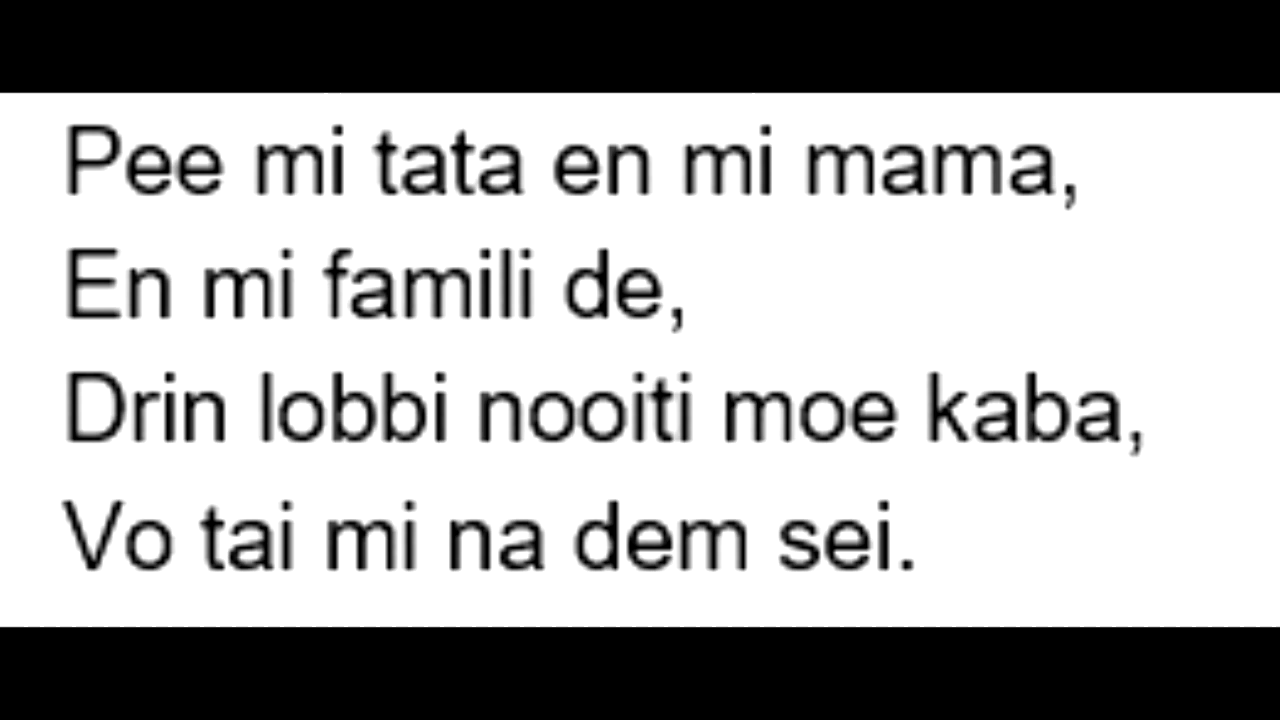 Pee mi tata en mi mama,
En mi famili de,
Drin lobbi nooiti moe kaba,
Vo tai mi na dem sei.